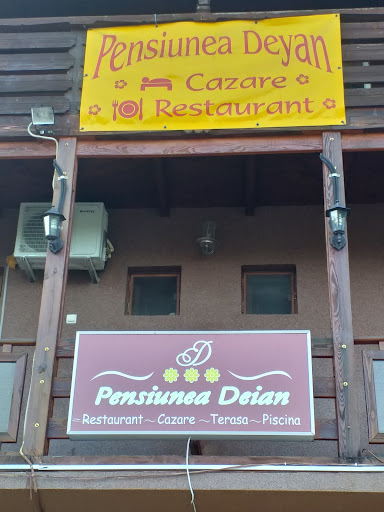 Pensiunea Deyan
Cazare
Restaurant
D
Pensiunea Deian
Restaurant~ Cazare ~Terasa~Piscina